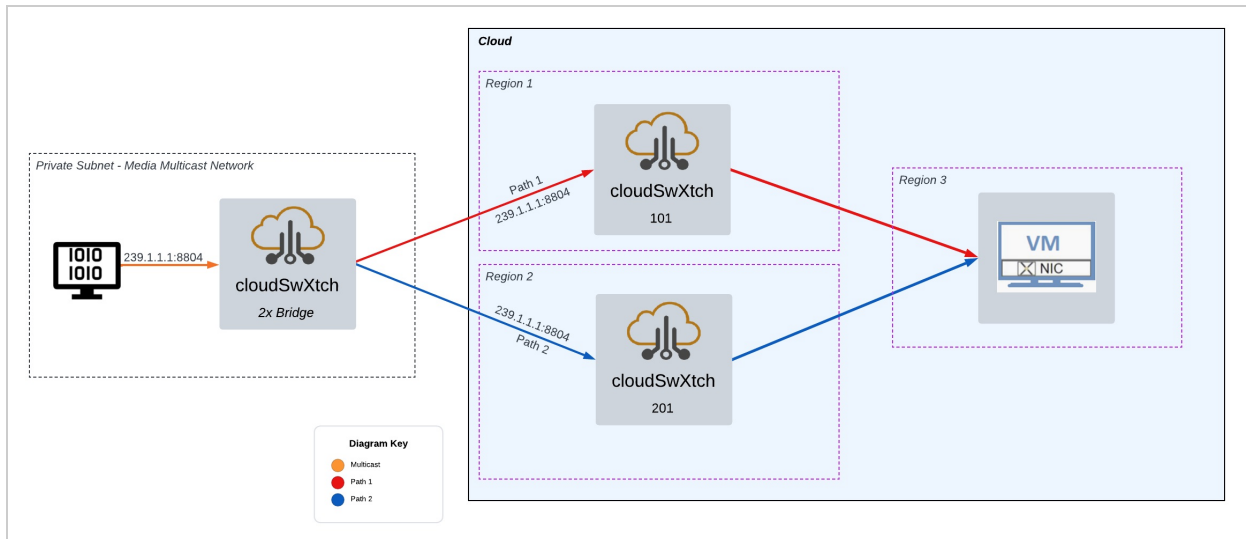 Cloud
Region 1
Path 1
239.1.1.1:8804
cloudSwXtch
101
Private Subnet - Media Multicast Network
1010
1010
239.1.1.1:8804
cloudSwXtch
2x Bridge
Region 2
239.1.1.1:8804
Path 2
cloudSwXtch
201
Region 3
VM
NIC
Diagram Key
Multicast
Path 1
Path 2